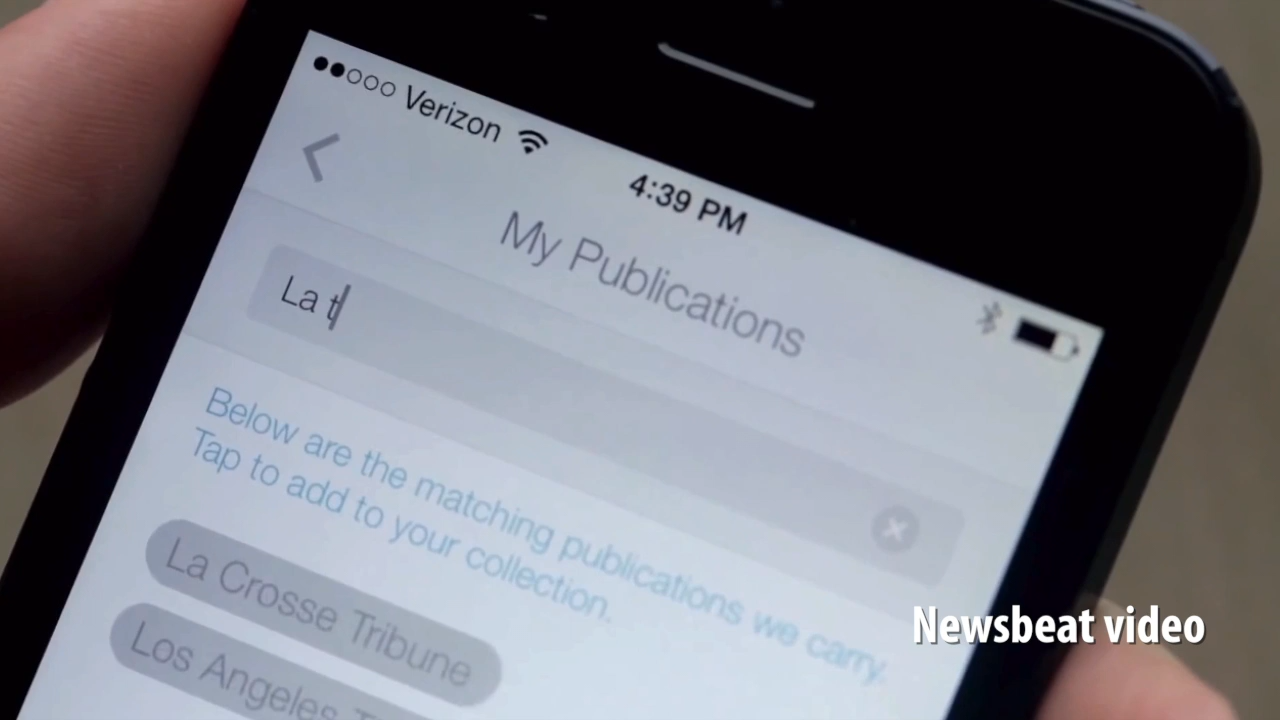 Verizon
4:39 PM
My Publications
La t
Below are the matching publications we carry.
Tap to add to your collection.
La Crosse Tribune
Los Angeles
Newsbeat video